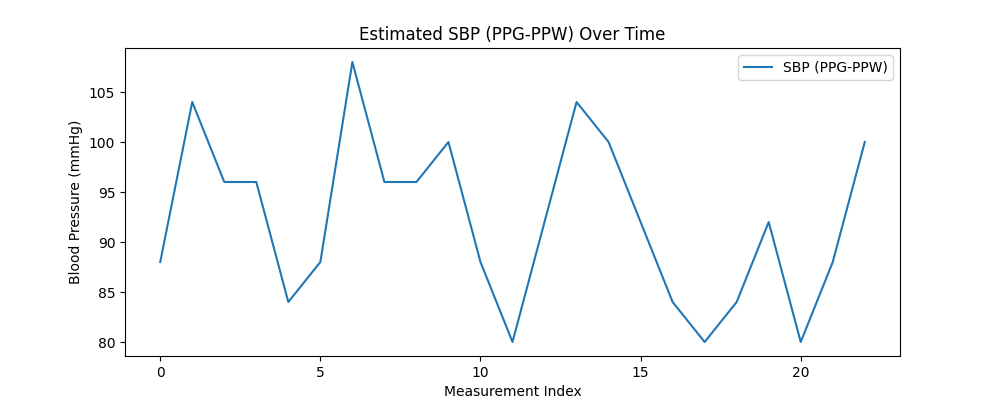 Estimated SBP (PPG-PPW) Over Time
SBP (PPG-PPW)
Blood Pressure (mmHg)
105
100
95
90
85
80
0 5 10 15 20
Measurement Index